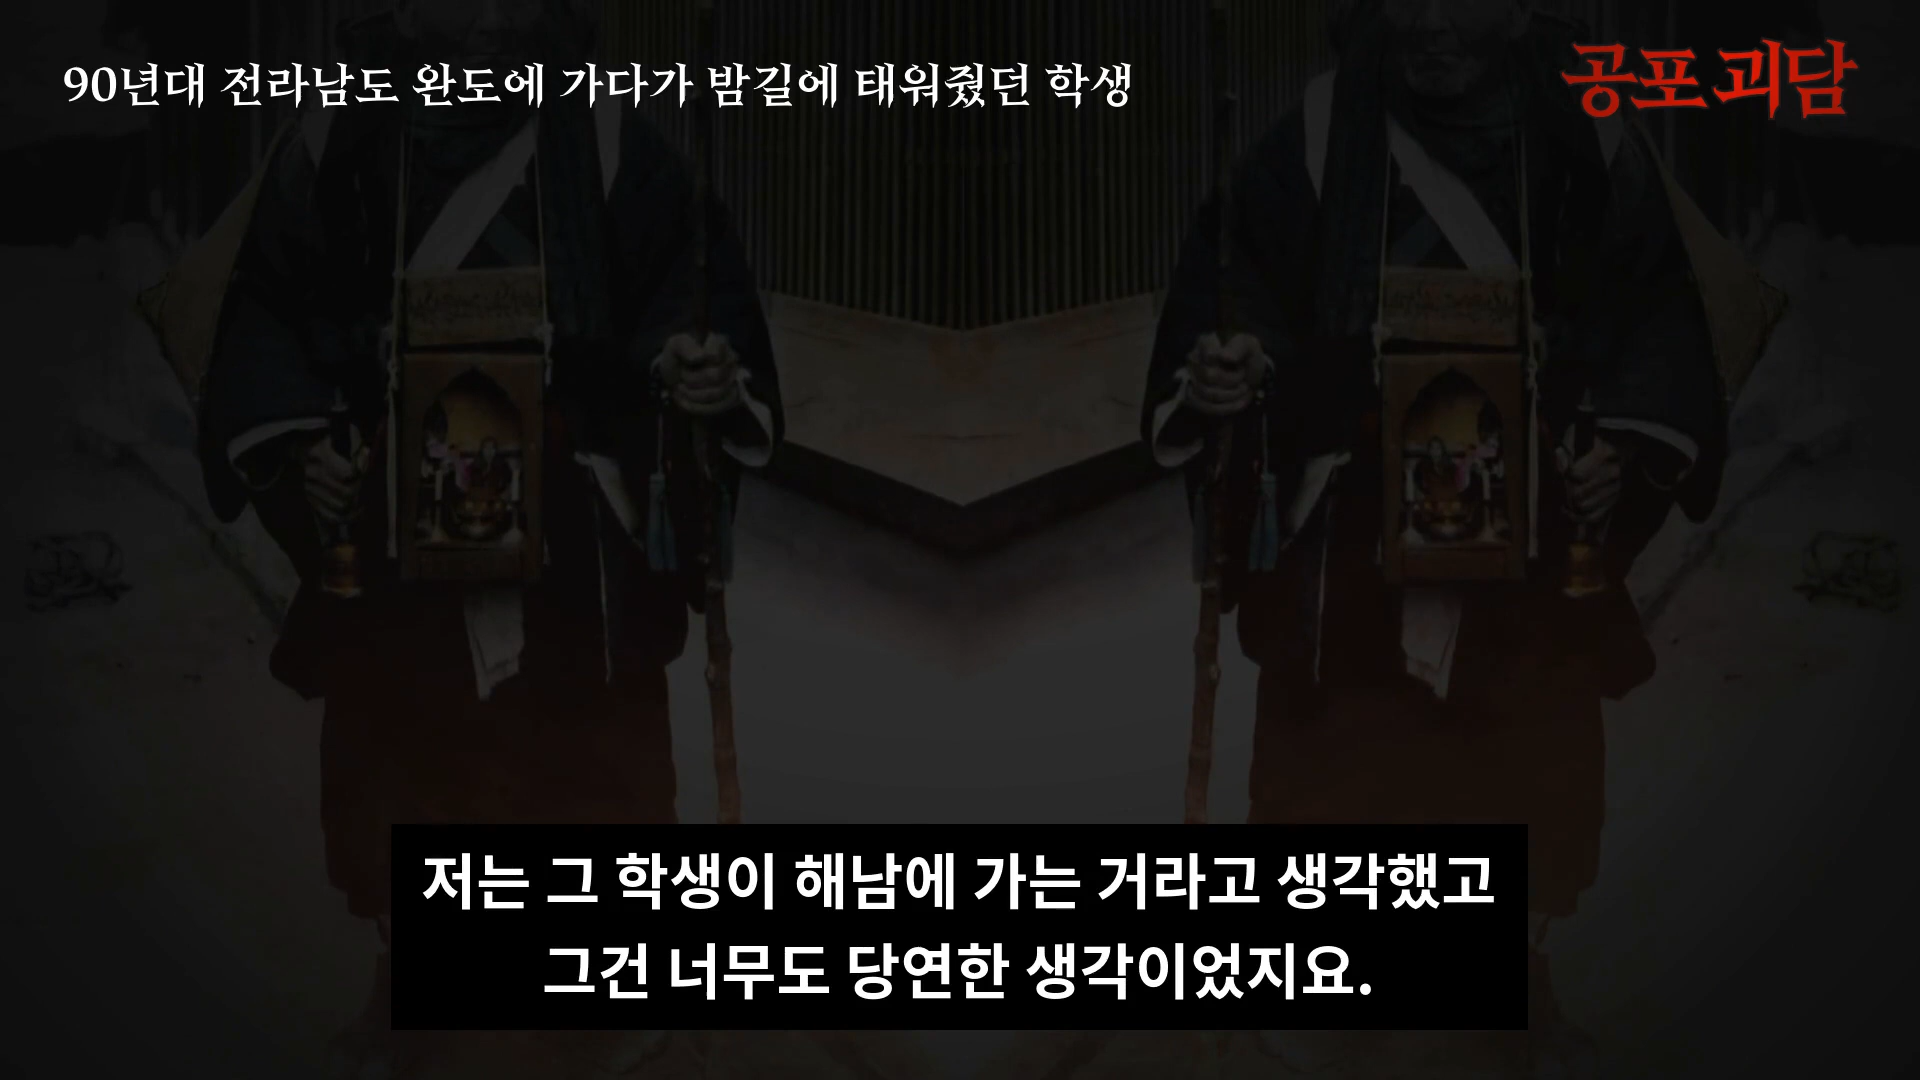 90년대 전라남도 완도에 가다가 밤길에 태워줬던 학생
공포 괴담
저는 그 학생이 해남에 가는 거라고 생각했고
그건 너무도 당연한 생각이었지요.